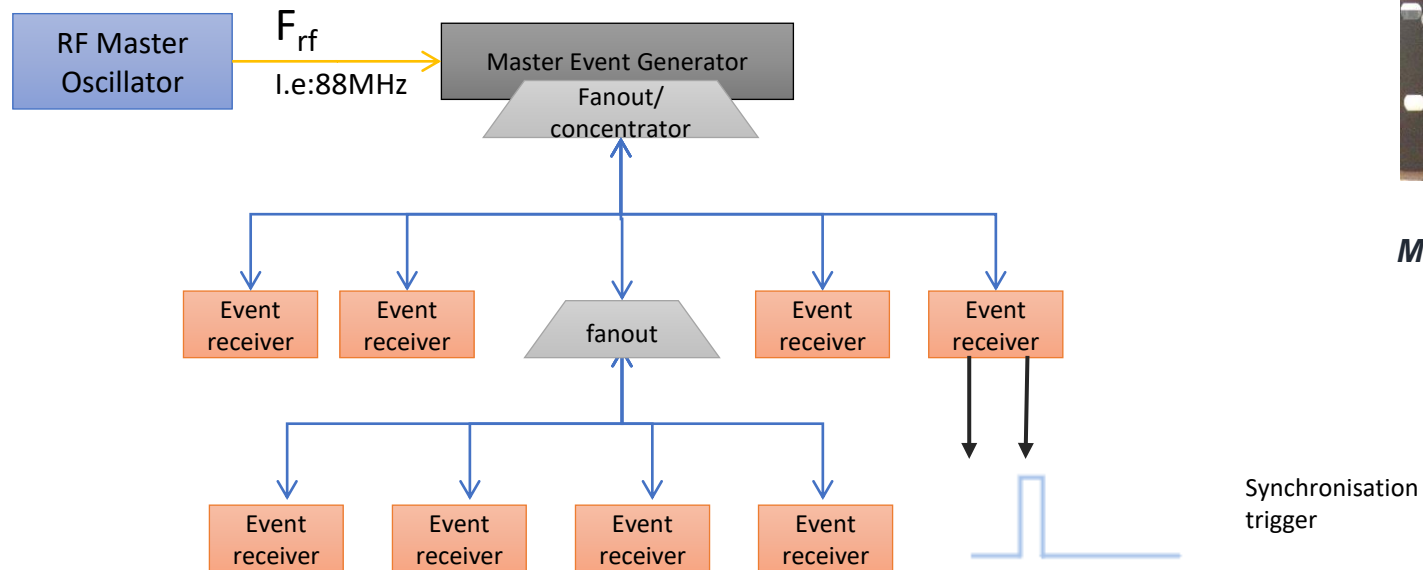 RF Master
Oscillator
F_rf
I.e:88MHz
Master Event Generator
Fanout/
concentrator
M
Event
receiver
Event
receiver
fanout
Event
receiver
Event
receiver
Synchronisation
trigger
Event
receiver
Event
receiver
Event
receiver
Event
receiver